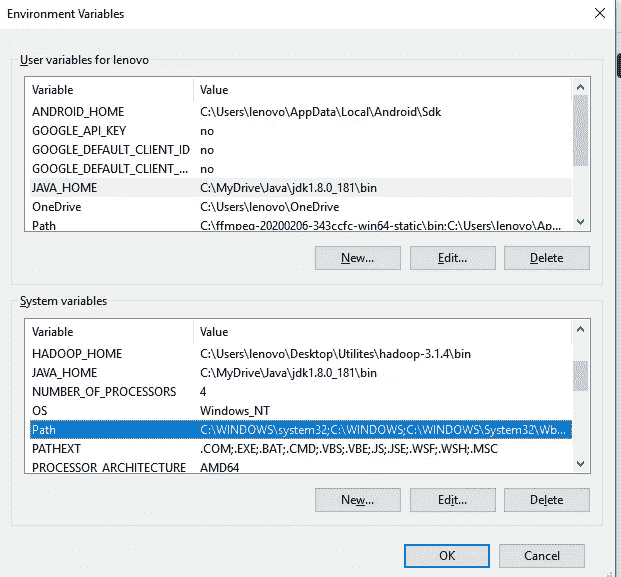 Environment Variables
User variables for lenovo
Variable Value
ANDROID_HOME C:\Users\lenovo\AppData\Local\Android\Sdk
GOOGLE_API_KEY no
GOOGLE_DEFAULT_CLIENT_ID no
GOOGLE_DEFAULT_CLIENT_... no
JAVA_HOME C:\MyDrive\Java\jdk1.8.0_181\bin
OneDrive C:\Users\lenovo\OneDrive
Path C:\ffmpeg-20200206-343ccfc-win64-static\bin;C:\Users\lenovo\Ap...
New... Edit... Delete
System variables
Variable Value
HADOOP_HOME C:\Users\lenovo\Desktop\Utilites\hadoop-3.1.4\bin
JAVA_HOME C:\MyDrive\Java\jdk1.8.0_181\bin
NUMBER_OF_PROCESSORS 4
OS Windows_NT
Path C:\WINDOWS\system32;C:\WINDOWS;C:\WINDOWS\System32\Wb...
PATHEXT .COM;.EXE;.BAT;.CMD;.VBS;.VBE;.JS;.JSE;.WSF;.WSH;.MSC
PROCESSOR_ARCHITECTURE AMD64
New... Edit... Delete
OK Cancel